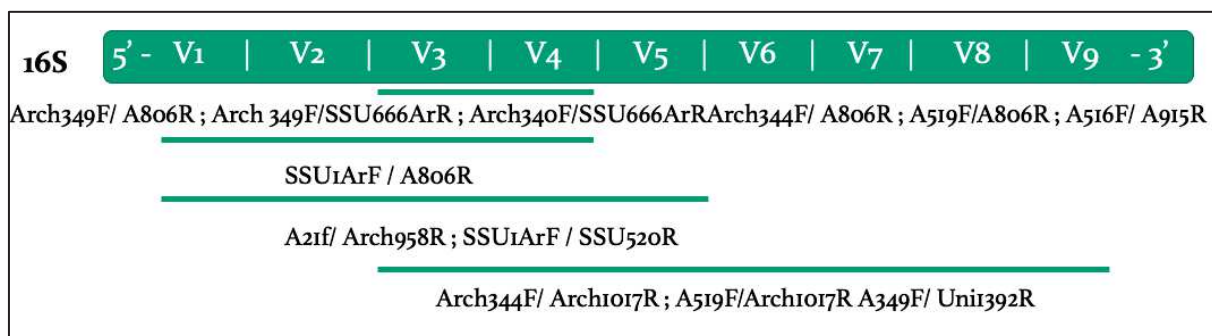 16S 5’ - V1 | V2 | V3 | V4 | V5 | V6 | V7 | V8 | V9 - 3’
Arch349F/ A806R ; Arch 349F/SSU666ArR ; Arch340F/SSU666ArRArch344F/ A806R ; A519F/A806R ; A516F/ A915R
SSU1ArF / A806R
A21f/ Arch958R ; SSU1ArF / SSU520R
Arch344F/ Arch1017R ; A519F/Arch1017R A349F/ Uni1392R